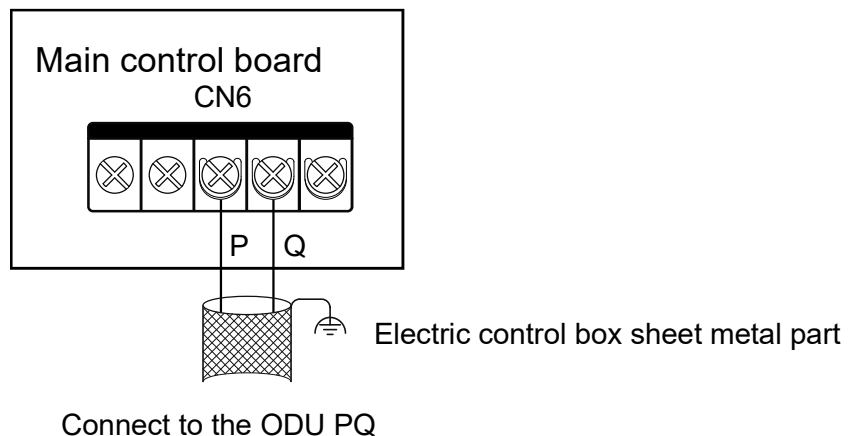 Main control board
CN6
P Q
Electric control box sheet metal part
Connect to the ODU PQ